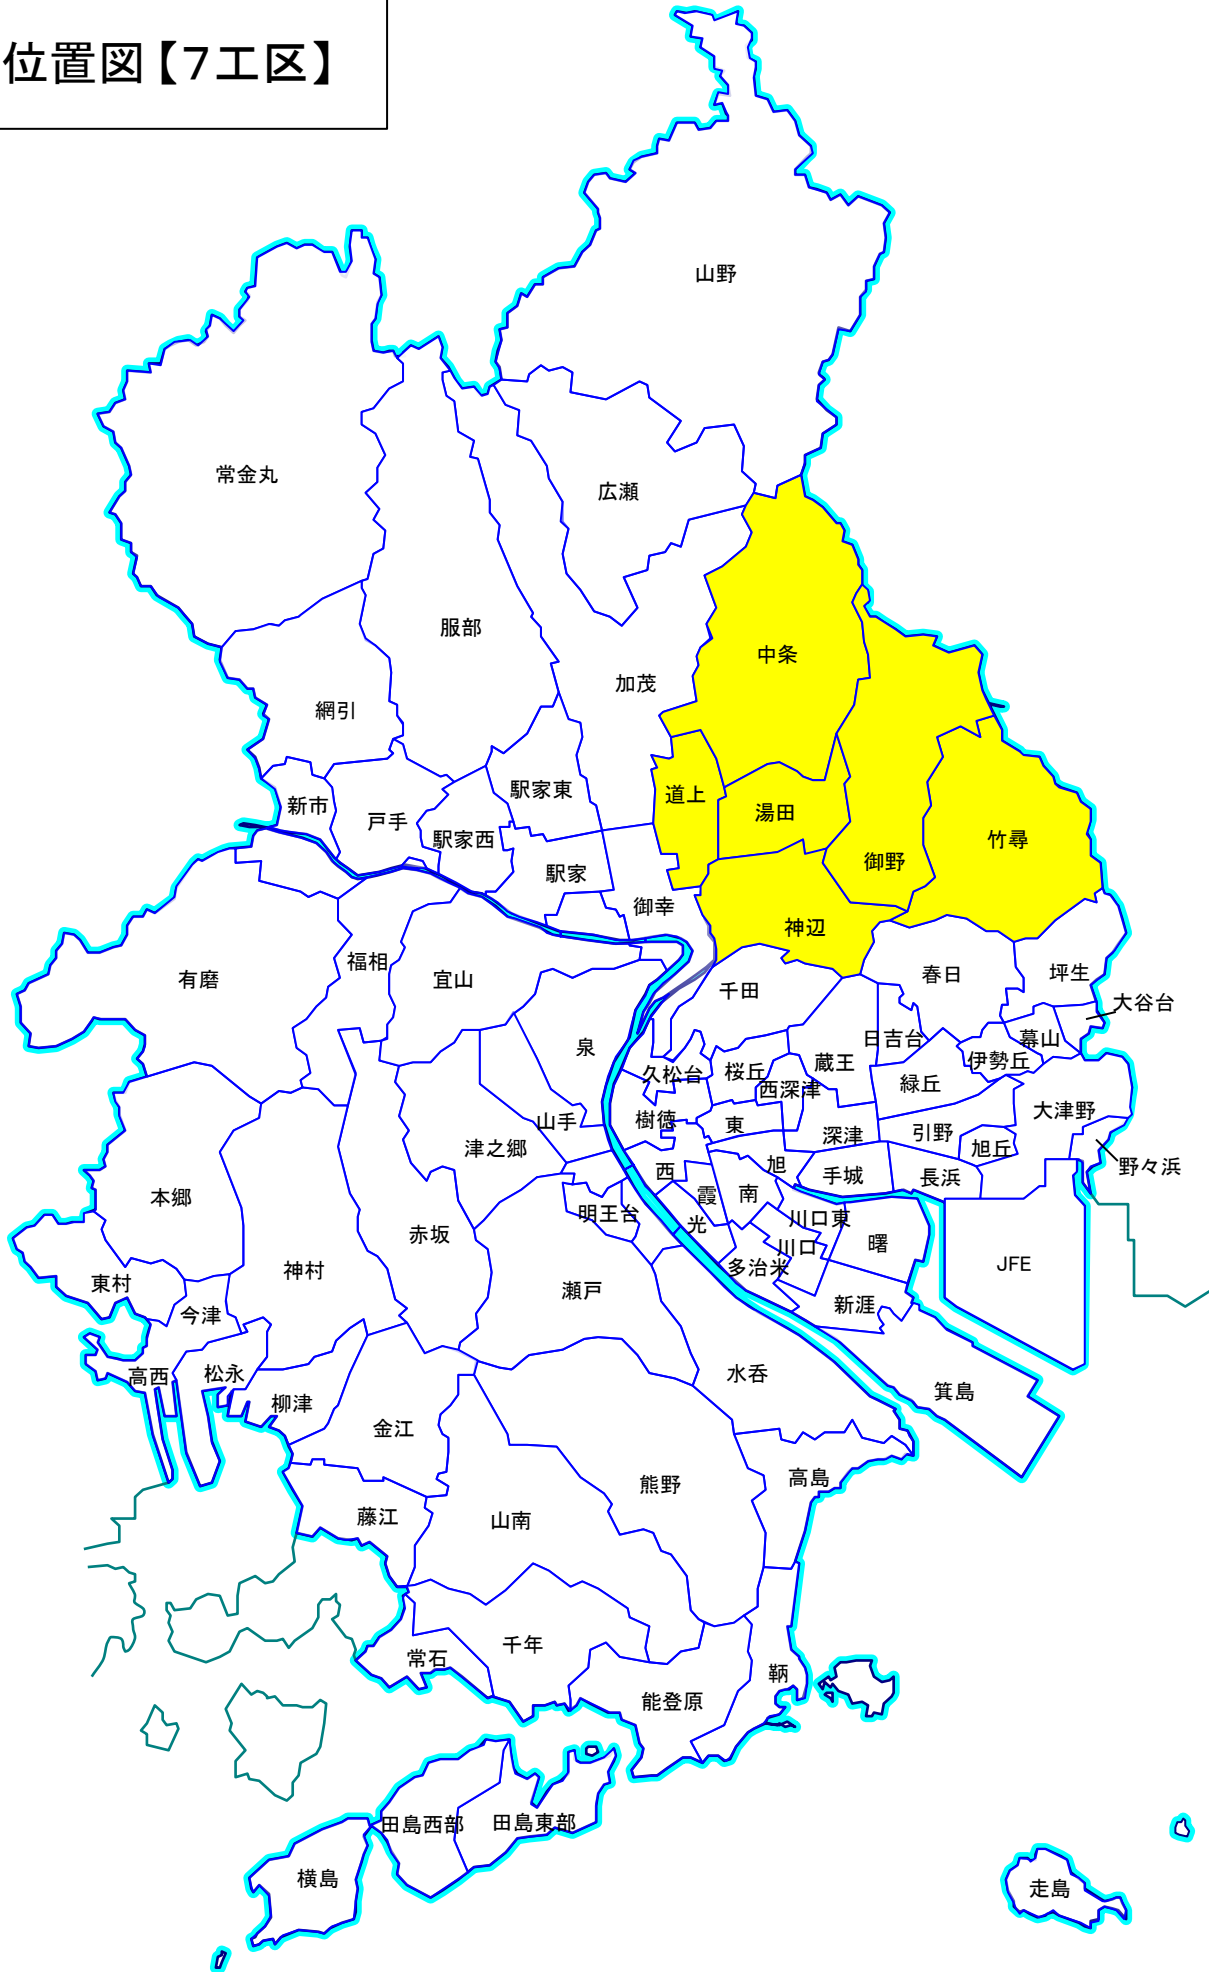 位置図【7工区】
山野
常金丸
広瀬
服部
中条
加茂
網引
駅家東
道上
新市
湯田
戸手
駅家西
竹尋
御野
駅家
御幸
神辺
福相
春日
坪生
有磨
宜山
千田
大谷台
日吉台
幕山
泉
伊勢丘
蔵王
久松台
桜丘
緑丘
西深津
大津野
樹徳
山手
東
深津
引野
津之郷
旭丘
旭
野々浜
西
手城
長浜
本郷
霞
南
明王台
光
川口東
赤坂
曙
川口
JFE
多治米
神村
東村
瀬戸
新涯
今津
水呑
高西
松永
箕島
柳津
金江
高島
熊野
藤江
山南
千年
常石
鞆
能登原
田島西部
田島東部
横島
走島